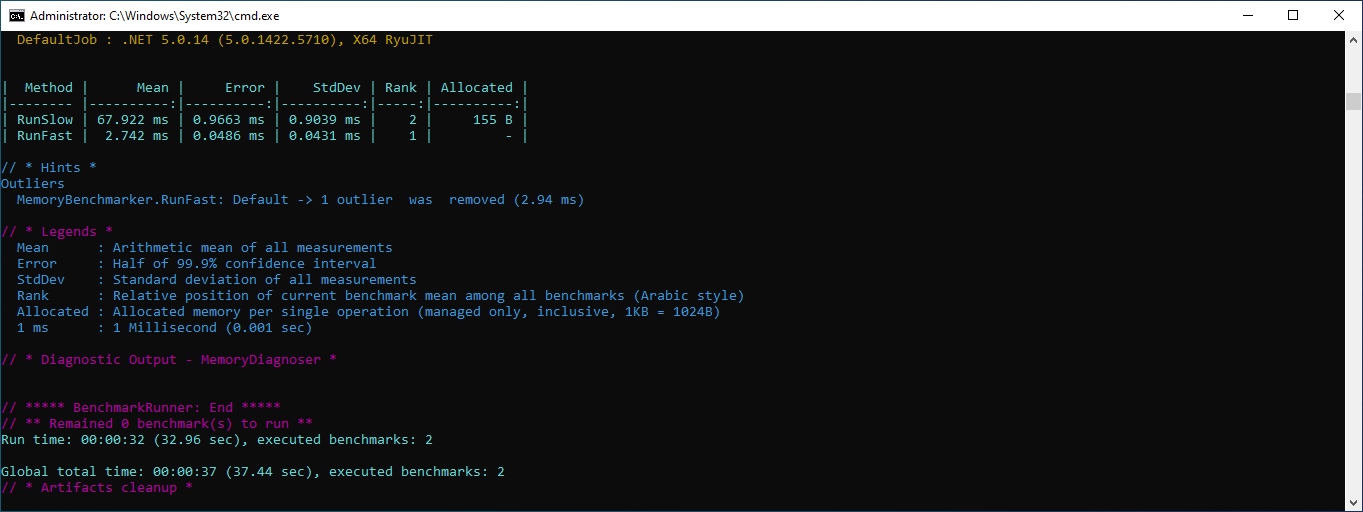 Administrator: C:\Windows\System32\cmd.exe
  DefaultJob : .NET 5.0.14 (5.0.1422.5710), X64 RyuJIT
|  Method |      Mean |     Error |    StdDev | Rank | Allocated |
|-------- |----------:|----------:|----------:|-----:|----------:|
| RunSlow | 67.922 ms | 0.9663 ms | 0.9039 ms |    2 |     155 B |
| RunFast |  2.742 ms | 0.0486 ms | 0.0431 ms |    1 |         - |
// * Hints *
Outliers
  MemoryBenchmarker.RunFast: Default -> 1 outlier  was  removed (2.94 ms)
// * Legends *
  Mean      : Arithmetic mean of all measurements
  Error     : Half of 99.9% confidence interval
  StdDev    : Standard deviation of all measurements
  Rank      : Relative position of current benchmark mean among all benchmarks (Arabic style)
  Allocated : Allocated memory per single operation (managed only, inclusive, 1KB = 1024B)
  1 ms      : 1 Millisecond (0.001 sec)
// * Diagnostic Output - MemoryDiagnoser *
// ***** BenchmarkRunner: End *****
// ** Remained 0 benchmark(s) to run **
Run time: 00:00:32 (32.96 sec), executed benchmarks: 2
Global total time: 00:00:37 (37.44 sec), executed benchmarks: 2
// * Artifacts cleanup *